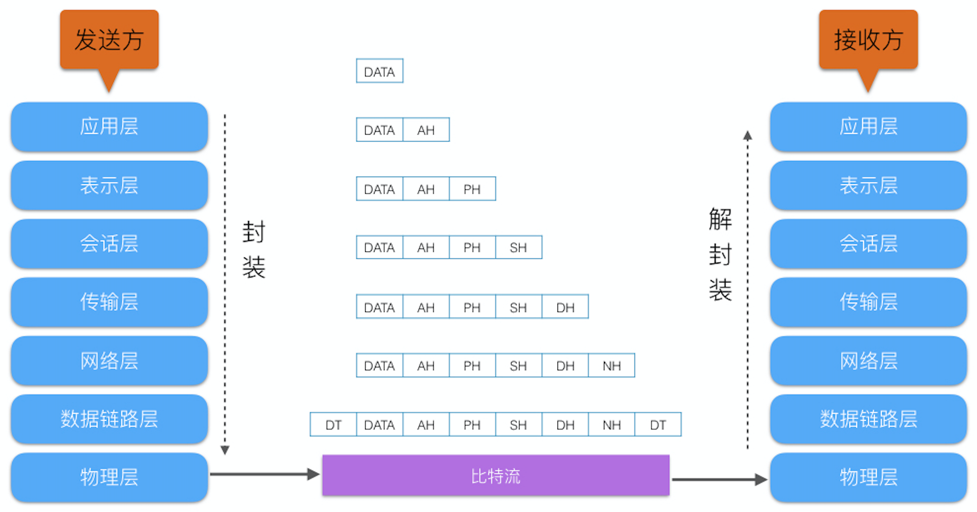 发送方
接收方
DATA
应用层
DATA AH
应用层
表示层
DATA AH PH
表示层
会话层
封装
DATA AH PH SH
解封装
会话层
传输层
DATA AH PH SH DH
传输层
网络层
DATA AH PH SH DH NH
网络层
数据链路层
DT DATA AH PH SH DH NH DT
数据链路层
物理层
比特流
物理层